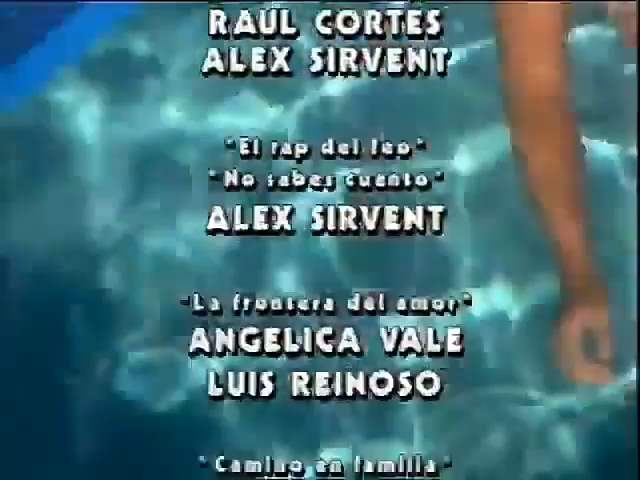 RAUL CORTES
ALEX SIRVENT
"El rap del feo"
"No sabes cuanto"
ALEX SIRVENT
"La frontera del amor"
ANGELICA VALE
LUIS REINOSO
"Camino en familia"